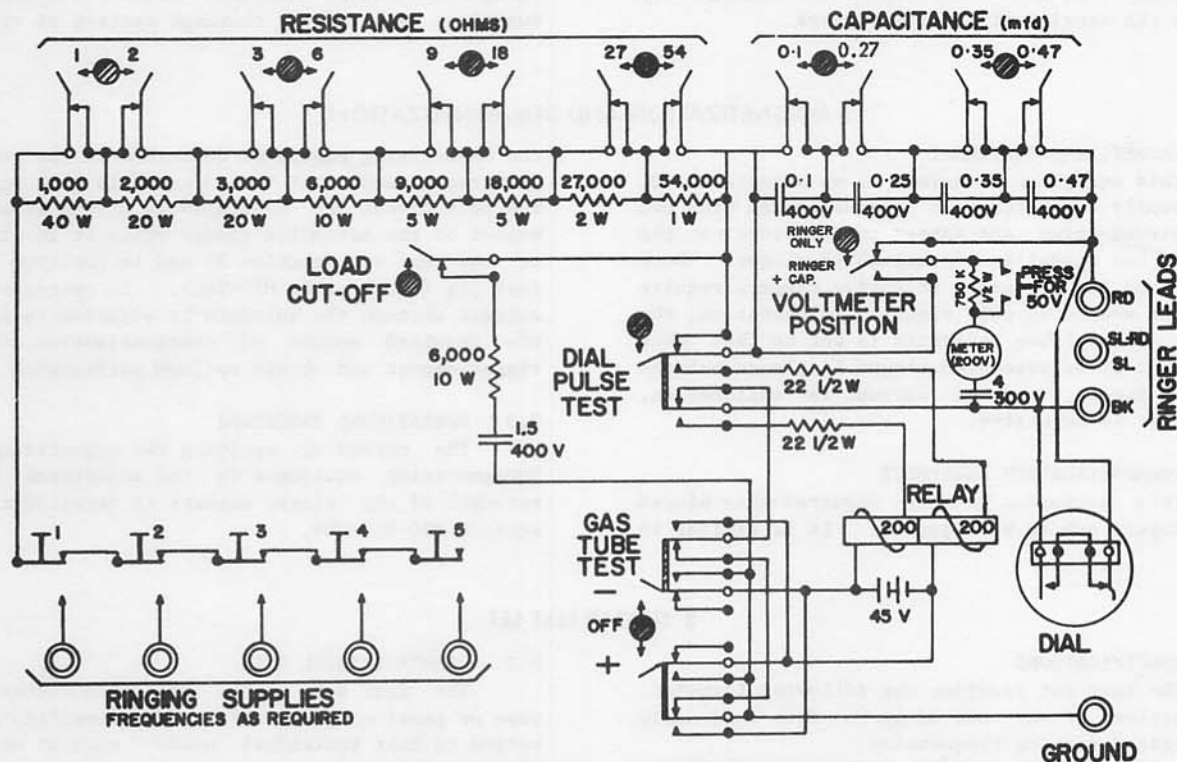 RESISTANCE (OHMS)
CAPACITANCE (mfd)
1 2
3 6
9 18
27 54
0.1 0.27
0.35 0.47
1,000
2,000
3,000
6,000
9,000
18,000
27,000
54,000
40 W
20 W
20 W
10 W
5 W
5 W
2 W
1 W
0.1
0.25
0.35
0.47
400V
400V
400V
400V
LOAD
CUT-OFF
RINGER
ONLY
RINGER
+ CAP
VOLTMETER
POSITION
750 K
1/2 W
PRESS
FOR
50V
RD
SL-RD
SL
BK
RINGER LEADS
METER
(200V)
4
300 V
6,000
10 W
1.5
400 V
DIAL
PULSE
TEST
22 1/2 W
22 1/2 W
RELAY
200
200
45 V
GAS
TUBE
TEST
−
OFF
+
1
2
3
4
5
RINGING SUPPLIES
FREQUENCIES AS REQUIRED
DIAL
GROUND